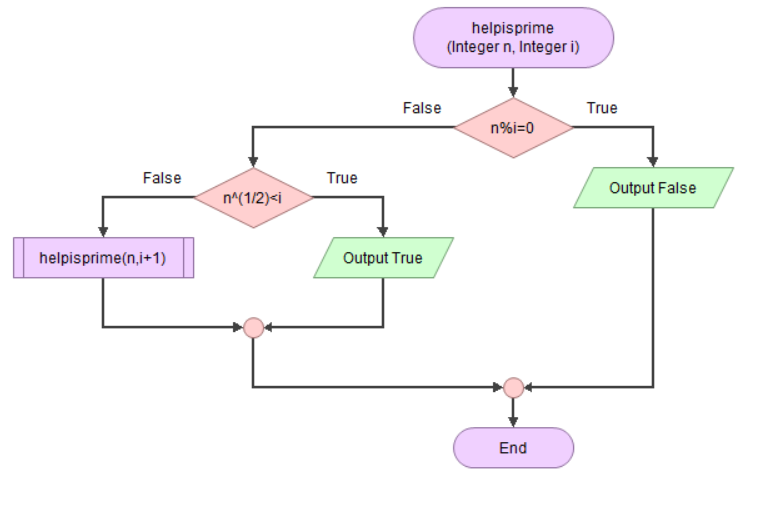 helpisprime
(Integer n, Integer i)
False
True
n%i=0
False
True
Output False
n^(1/2)<i
helpisprime(n,i+1)
Output True
End